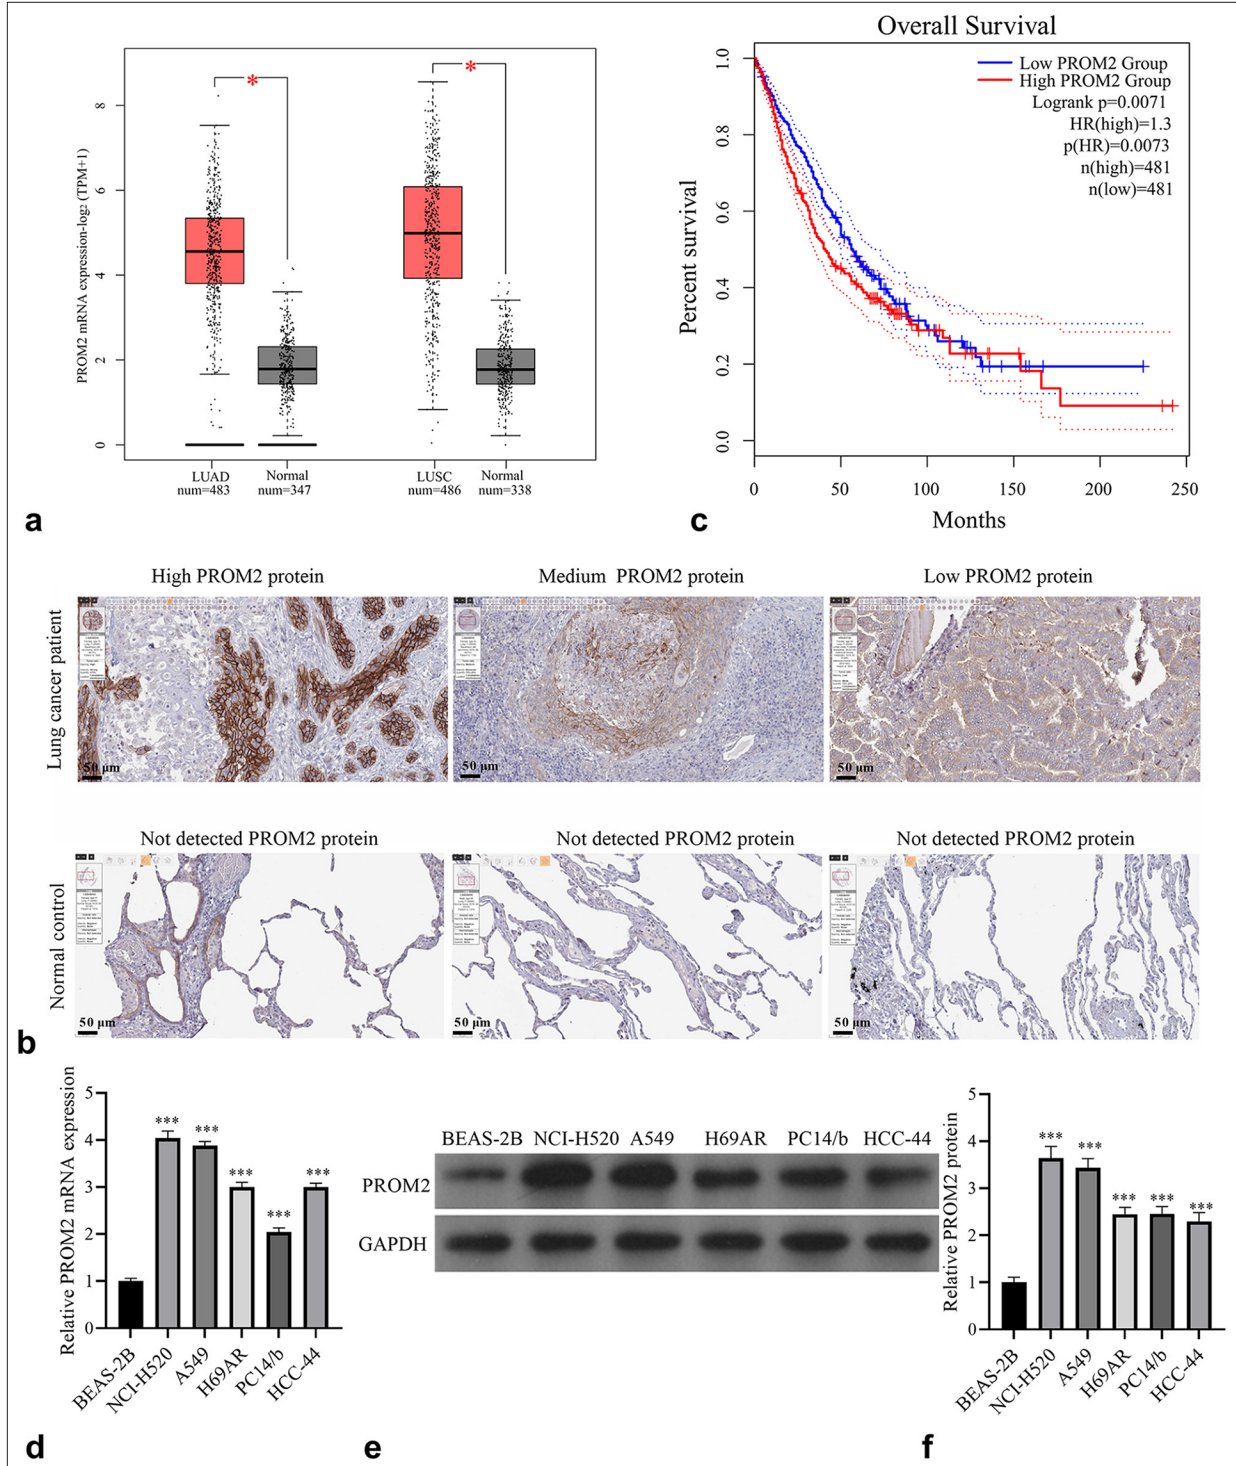 *
*
PROM2 mRNA expression-log₂ (TPM+1)
8
6
4
2
0
LUAD
num=483
Normal
num=347
LUSC
num=486
Normal
num=338
a
Overall Survival
Low PROM2 Group
High PROM2 Group
Logrank p=0.0071
HR(high)=1.3
p(HR)=0.0073
n(high)=481
n(low)=481
Percent survival
1.0
0.8
0.6
0.4
0.2
0.0
0 50 100 150 200 250
Months
c
High PROM2 protein
Medium PROM2 protein
Low PROM2 protein
Lung cancer patient
50 μm
50 μm
50 μm
Not detected PROM2 protein
Not detected PROM2 protein
Not detected PROM2 protein
Normal control
50 μm
50 μm
50 μm
b
Relative PROM2 mRNA expression
5
4
3
2
1
0
***
***
***
***
***
BEAS-2B
NCI-H520
A549
H69AR
PC14/b
HCC-44
d
BEAS-2B NCI-H520 A549 H69AR PC14/b HCC-44
PROM2
GAPDH
e
Relative PROM2 protein
5
4
3
2
1
0
***
***
***
***
***
BEAS-2B
NCI-H520
A549
H69AR
PC14/b
HCC-44
f